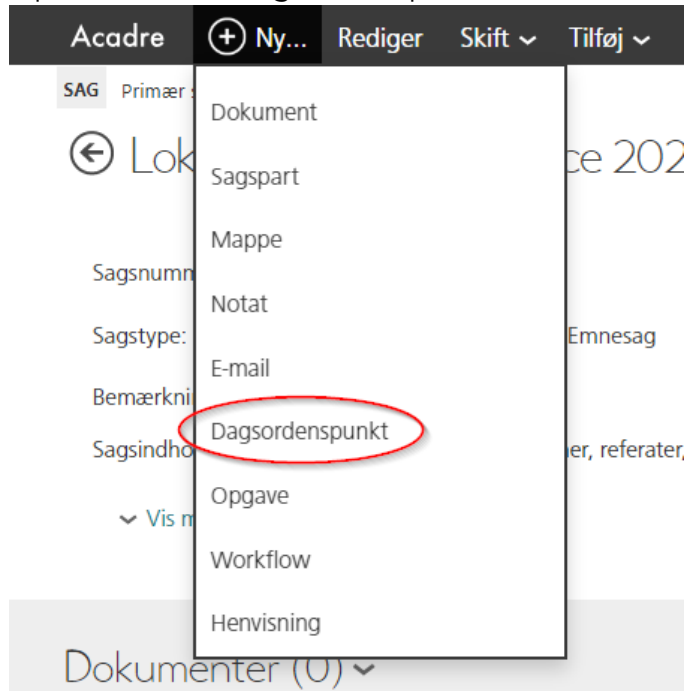 Acadre Ny... Rediger Skift Tilføj
SAG Primær
Lok ce 202
Dokument
Sagspart
Mappe
Sagsnumm
Notat
Sagstype: Emnesag
E-mail
Bemærkni
Dagsordenspunkt
Sagsindho er, referater,
Opgave
Vis m
Workflow
Henvisning
Dokumenter (0)